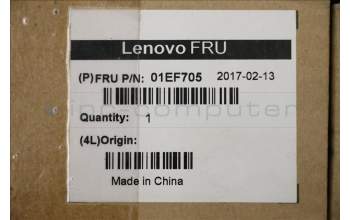 Lenovo FRU
(P)FRU P/N: 01EF705 2017-02-13
Quantity: 1
(4L)Origin:
Made in China